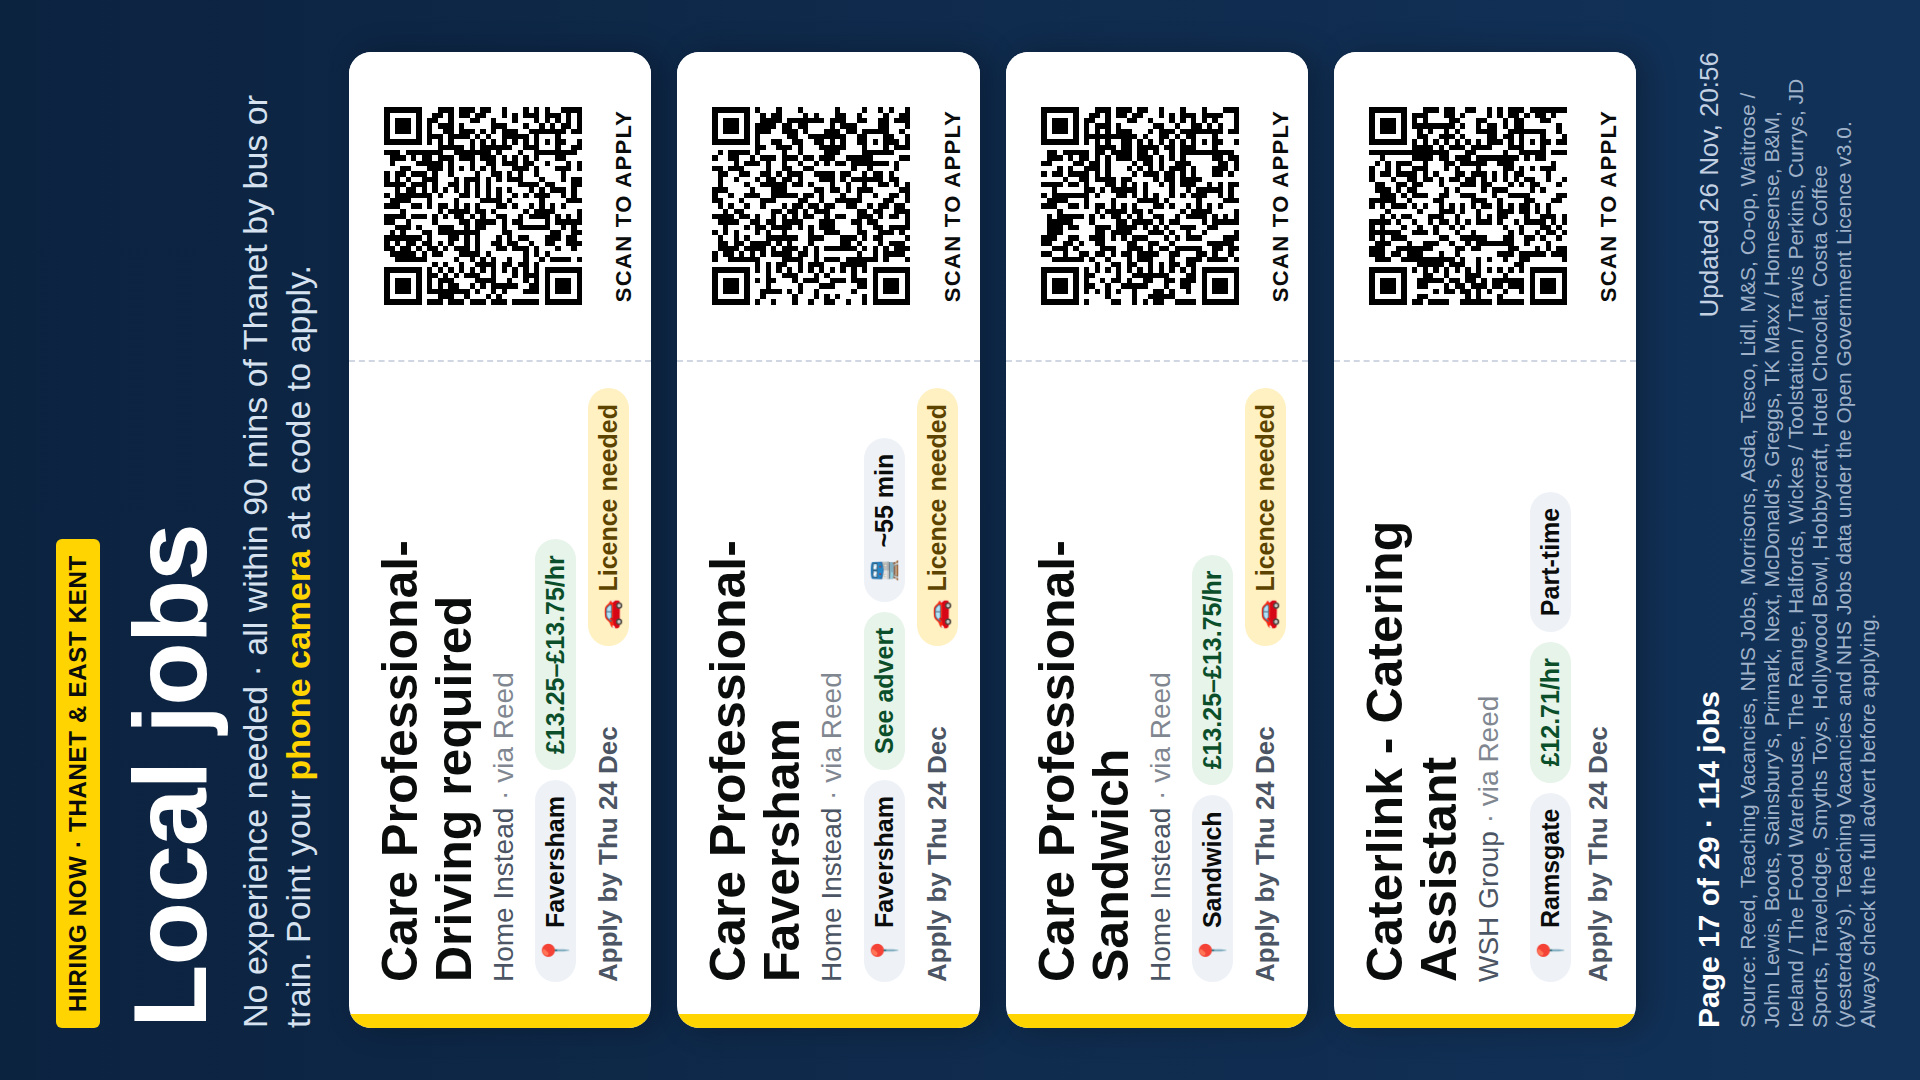 HIRING NOW · THANET & EAST KENT
Local jobs
No experience needed · all within 90 mins of Thanet by bus or
train. Point your phone camera at a code to apply.
Care Professional-
Driving required
Home Instead · via Reed
📍 Faversham
£13.25–£13.75/hr
Apply by Thu 24 Dec
🚗 Licence needed
SCAN TO APPLY
Care Professional-
Faversham
Home Instead · via Reed
📍 Faversham
See advert
🚆 ~55 min
Apply by Thu 24 Dec
🚗 Licence needed
SCAN TO APPLY
Care Professional-
Sandwich
Home Instead · via Reed
📍 Sandwich
£13.25–£13.75/hr
Apply by Thu 24 Dec
🚗 Licence needed
SCAN TO APPLY
Caterlink - Catering
Assistant
WSH Group · via Reed
📍 Ramsgate
£12.71/hr
Part-time
Apply by Thu 24 Dec
SCAN TO APPLY
Page 17 of 29 · 114 jobs
Updated 26 Nov, 20:56
Source: Reed, Teaching Vacancies, NHS Jobs, Morrisons, Asda, Tesco, Lidl, M&S, Co-op, Waitrose /
John Lewis, Boots, Sainsbury's, Primark, Next, McDonald's, Greggs, TK Maxx / Homesense, B&M,
Iceland / The Food Warehouse, The Range, Halfords, Wickes / Toolstation / Travis Perkins, Currys, JD
Sports, Travelodge, Smyths Toys, Hollywood Bowl, Hobbycraft, Hotel Chocolat, Costa Coffee
(yesterday's). Teaching Vacancies and NHS Jobs data under the Open Government Licence v3.0.
Always check the full advert before applying.